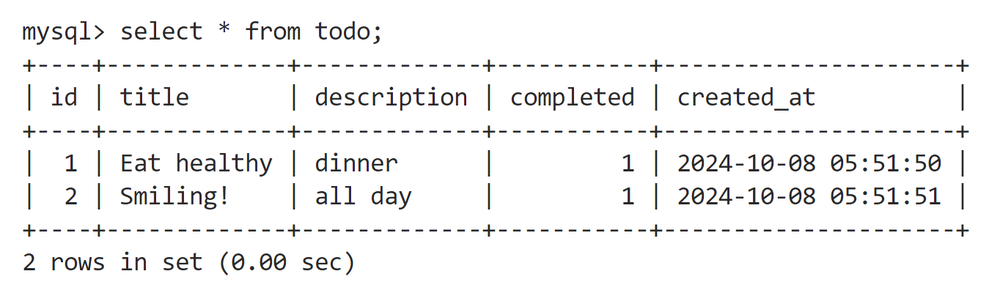 mysql> select * from todo;
+----+-------------+-------------+-----------+---------------------+
| id | title       | description | completed | created_at          |
+----+-------------+-------------+-----------+---------------------+
|  1 | Eat healthy | dinner      |         1 | 2024-10-08 05:51:50 |
|  2 | Smiling!    | all day     |         1 | 2024-10-08 05:51:51 |
+----+-------------+-------------+-----------+---------------------+
2 rows in set (0.00 sec)